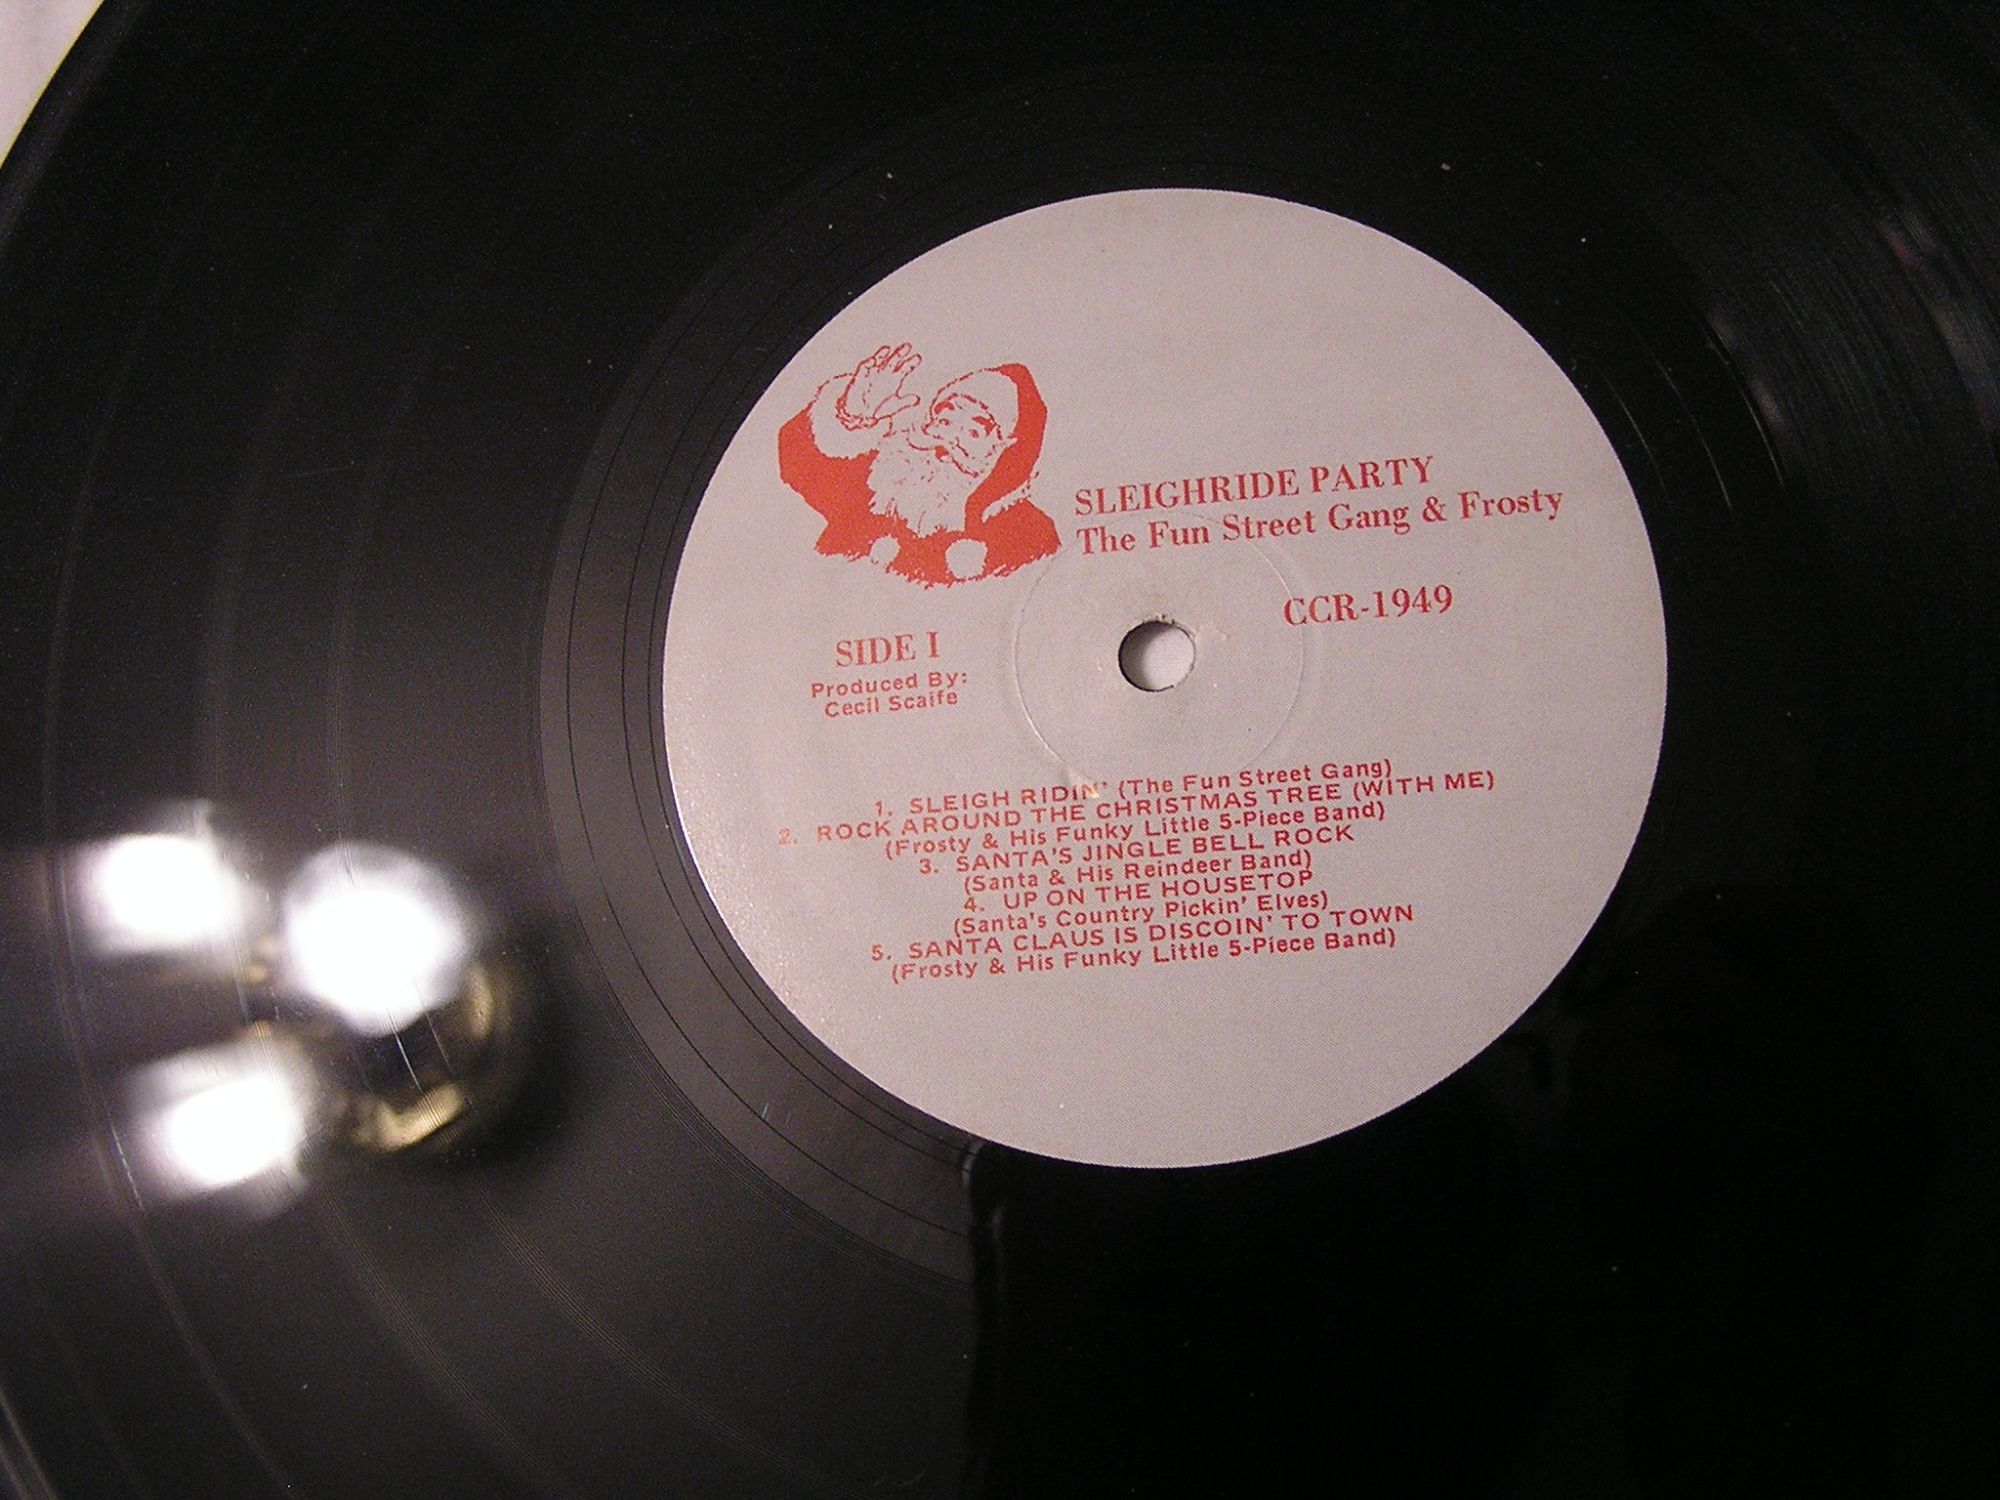 SLEIGHRIDE PARTY
The Fun Street Gang & Frosty
CCR-1949
SIDE I
Produced By:
Cecil Scaife
1. SLEIGH RIDIN' (The Fun Street Gang)
2. ROCK AROUND THE CHRISTMAS TREE (WITH ME)
(Frosty & His Funky Little 5-Piece Band)
3. SANTA'S JINGLE BELL ROCK
(Santa & His Reindeer Band)
4. UP ON THE HOUSETOP
(Santa's Country Pickin' Elves)
5. SANTA CLAUS IS DISCOIN' TO TOWN
(Frosty & His Funky Little 5-Piece Band)